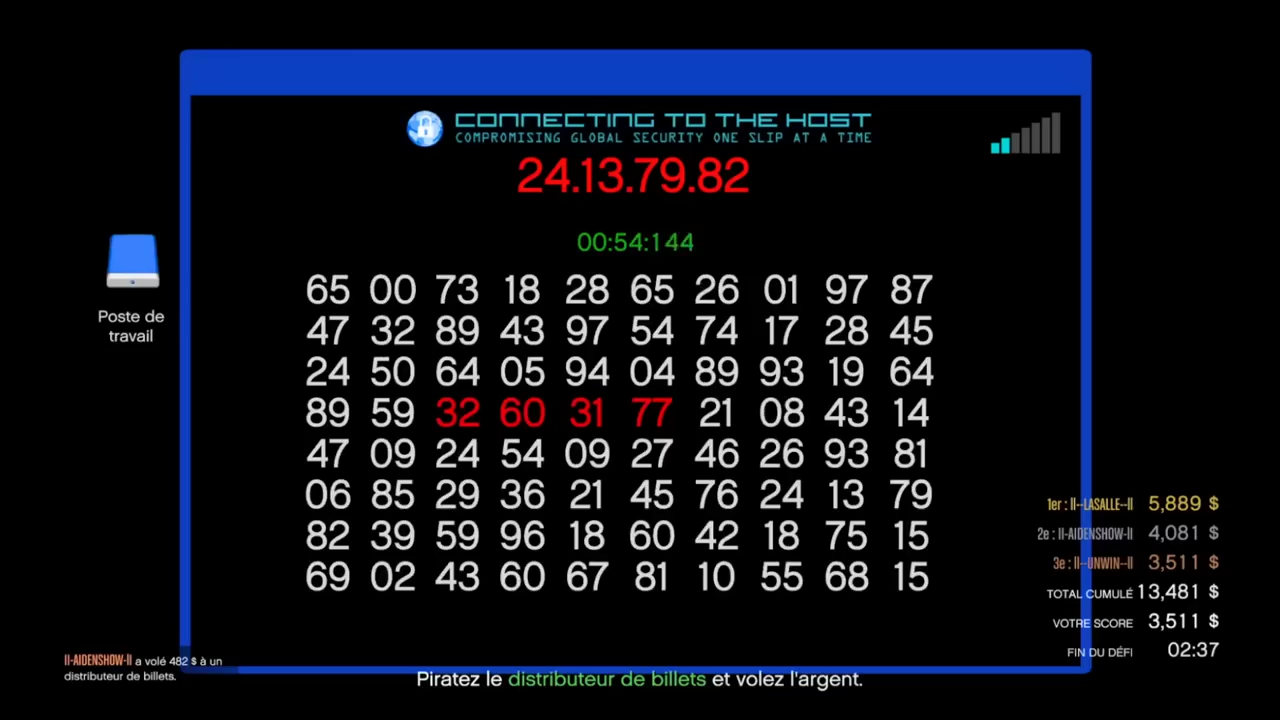 CONNECTING TO THE HOST
COMPROMISING GLOBAL SECURITY ONE SLIP AT A TIME
24.13.79.82
00:54:144
65 00 73 18 28 65 26 01 97 87
47 32 89 43 97 54 74 17 28 45
24 50 64 05 94 04 89 93 19 64
89 59 32 60 31 77 21 08 43 14
47 09 24 54 09 27 46 26 93 81
06 85 29 36 21 45 76 24 13 79
82 39 59 96 18 60 42 18 75 15
69 02 43 60 67 81 10 55 68 15
Poste de
travail
1er : II--LASALLE--II 5,889 $
2e : II-AIDENSHOW-II 4,081 $
3e : II--UNWIN--II 3,511 $
TOTAL CUMULÉ 13,481 $
VOTRE SCORE 3,511 $
FIN DU DÉFI 02:37
II-AIDENSHOW-II a volé 482 $ à un
distributeur de billets.
Piratez le distributeur de billets et volez l'argent.